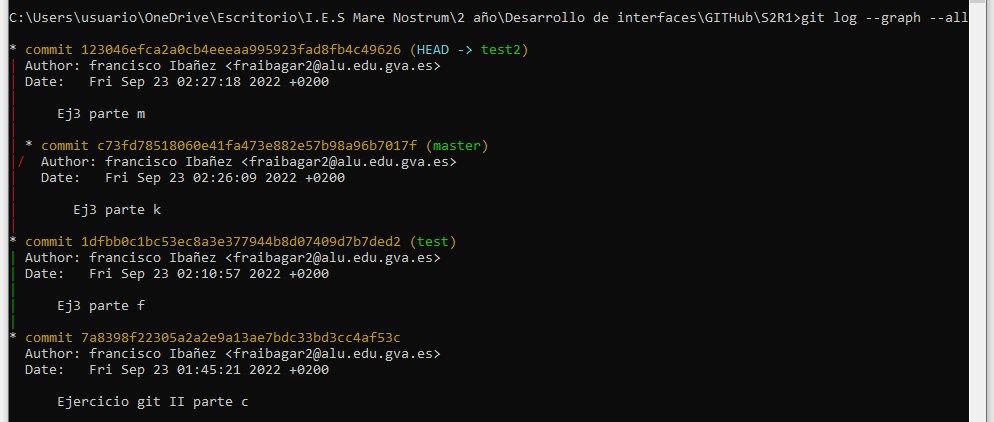 C:\Users\usuario\OneDrive\Escritorio\I.E.S Mare Nostrum\2 año\Desarrollo de interfaces\GITHub\S2R1>git log --graph --all
* commit 123046efca2a0cb4eeeaa995923fad8fb4c49626 (HEAD -> test2)
| Author: francisco Ibañez <fraibagar2@alu.edu.gva.es>
| Date:   Fri Sep 23 02:27:18 2022 +0200
|
|     Ej3 parte m
|
| * commit c73fd78518060e41fa473e882e57b98a96b7017f (master)
|/  Author: francisco Ibañez <fraibagar2@alu.edu.gva.es>
|   Date:   Fri Sep 23 02:26:09 2022 +0200
|
|       Ej3 parte k
|
* commit 1dfbb0c1bc53ec8a3e377944b8d07409d7b7ded2 (test)
| Author: francisco Ibañez <fraibagar2@alu.edu.gva.es>
| Date:   Fri Sep 23 02:10:57 2022 +0200
|
|     Ej3 parte f
|
* commit 7a8398f22305a2a2e9a13ae7bdc33bd3cc4af53c
  Author: francisco Ibañez <fraibagar2@alu.edu.gva.es>
  Date:   Fri Sep 23 01:45:21 2022 +0200
      Ejercicio git II parte c